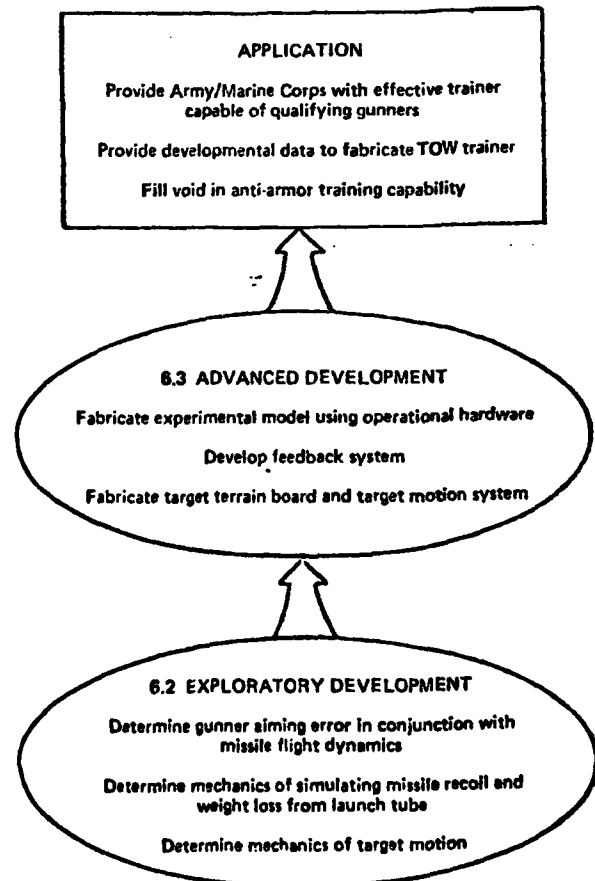 APPLICATION
Provide Army/Marine Corps with effective trainer
capable of qualifying gunners
Provide developmental data to fabricate TOW trainer
Fill void in anti-armor training capability
6.3 ADVANCED DEVELOPMENT
Fabricate experimental model using operational hardware
Develop feedback system
Fabricate target terrain board and target motion system
6.2 EXPLORATORY DEVELOPMENT
Determine gunner aiming error in conjunction with
missile flight dynamics
Determine mechanics of simulating missile recoil and
weight loss from launch tube
Determine mechanics of target motion